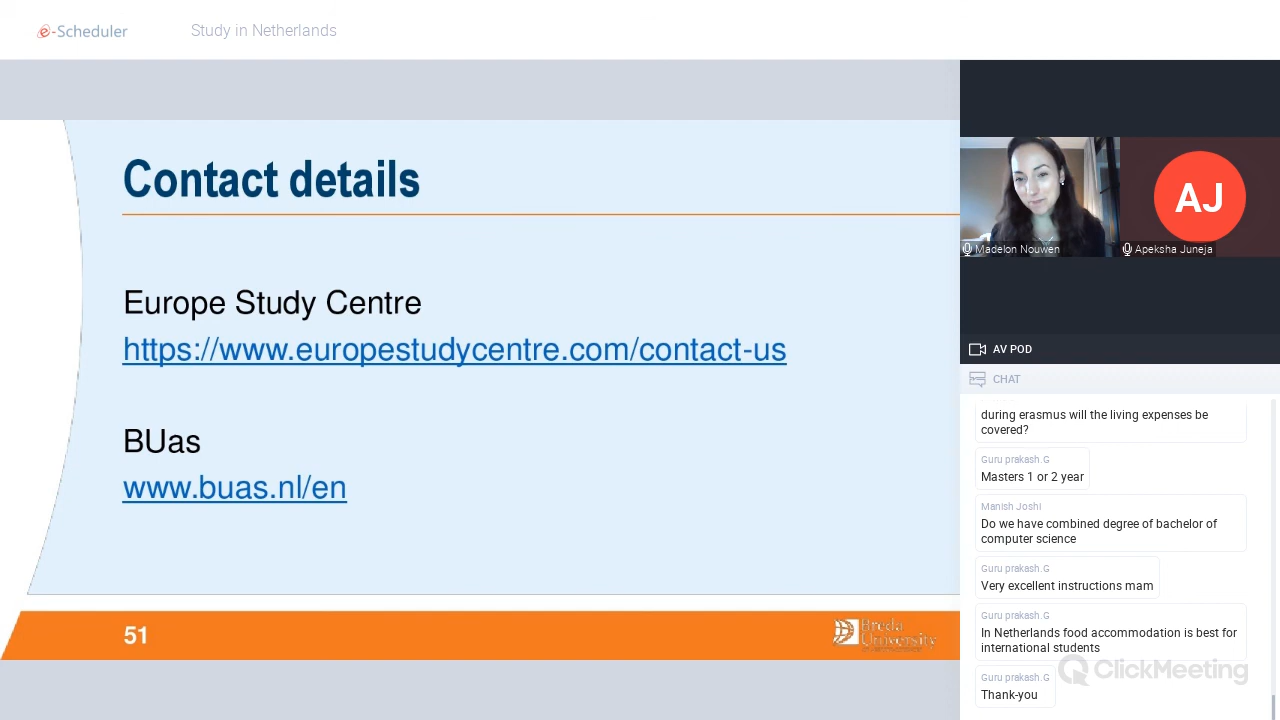 e-Scheduler
Study in Netherlands
Contact details
Europe Study Centre
https://www.europestudycentre.com/contact-us
BUas
www.buas.nl/en
51
Breda
University
Madelon Nouwen
AJ
Apeksha Juneja
AV POD
CHAT
during erasmus will the living expenses be
covered?
Guru prakash.G
Masters 1 or 2 year
Manish Joshi
Do we have combined degree of bachelor of
computer science
Guru prakash.G
Very excellent instructions mam
Guru prakash.G
In Netherlands food accommodation is best for
international students
Guru prakash.G
Thank-you
ClickMeeting